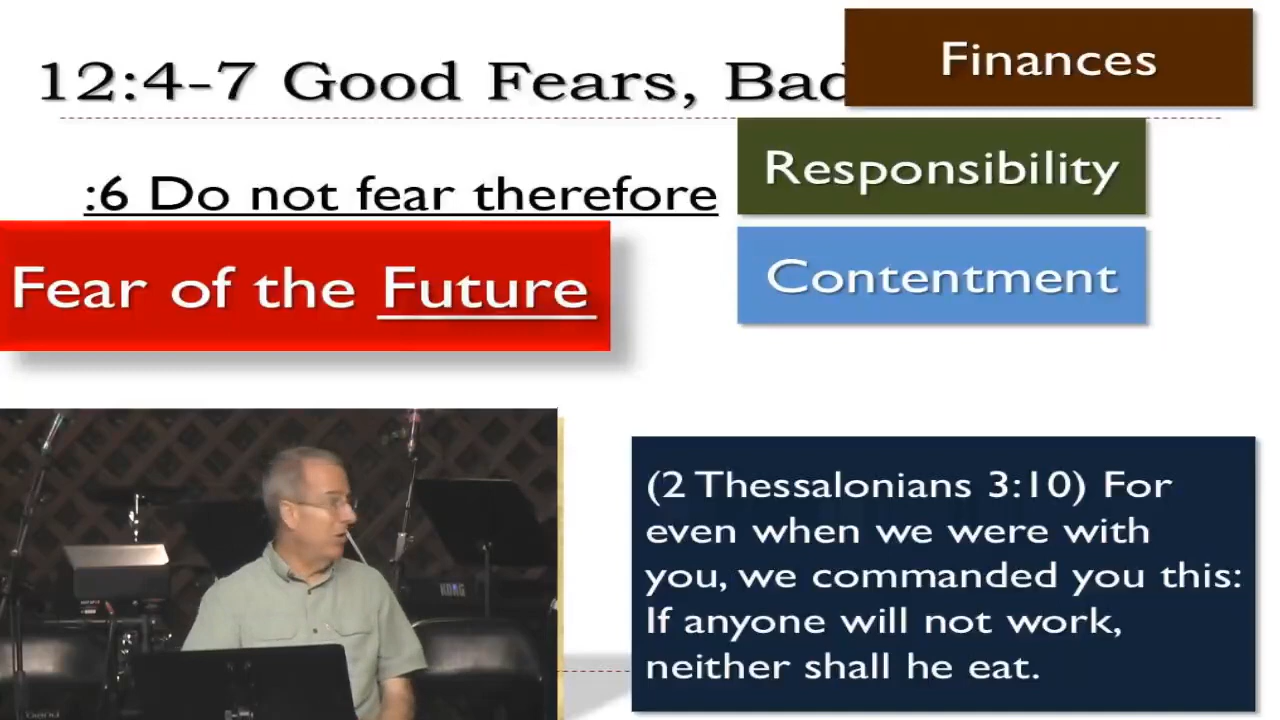 12:4-7 Good Fears, Bad
Finances
:6 Do not fear therefore
Responsibility
Fear of the Future
Contentment
(2 Thessalonians 3:10) For
even when we were with
you, we commanded you this:
If anyone will not work,
neither shall he eat.
KORG